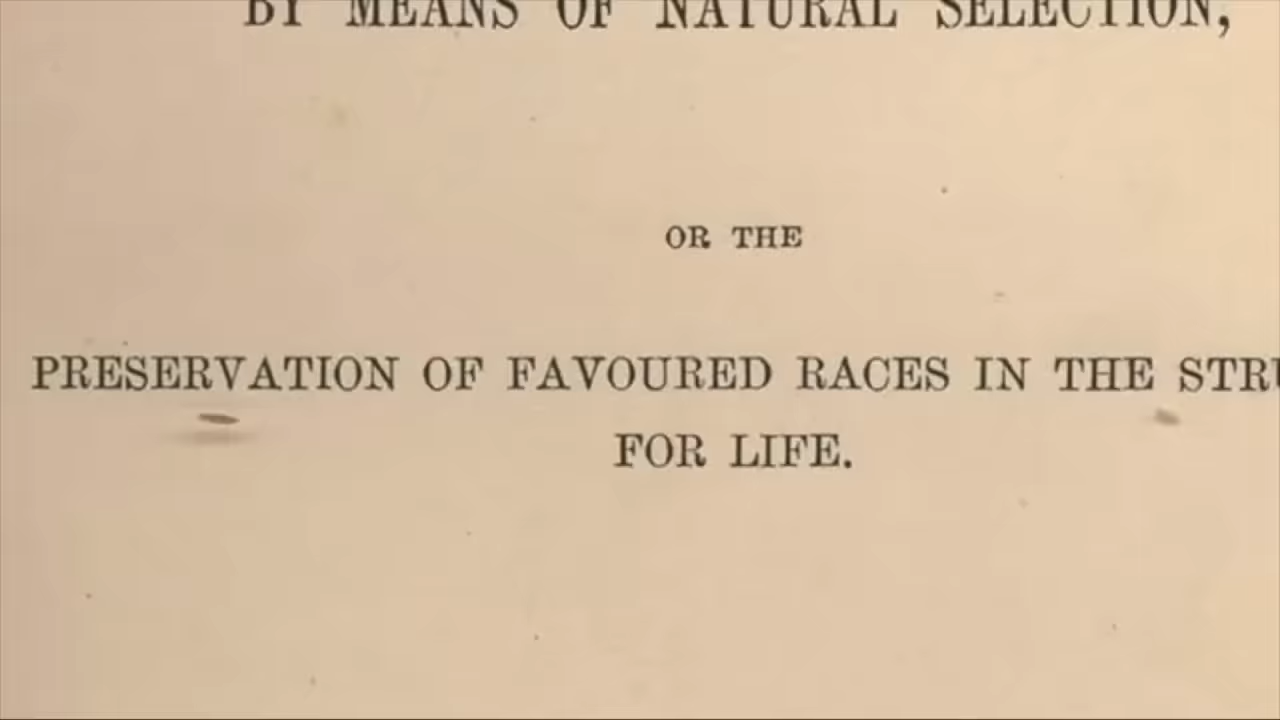 BY MEANS OF NATURAL SELECTION,
OR THE
PRESERVATION OF FAVOURED RACES IN THE STRU
FOR LIFE.